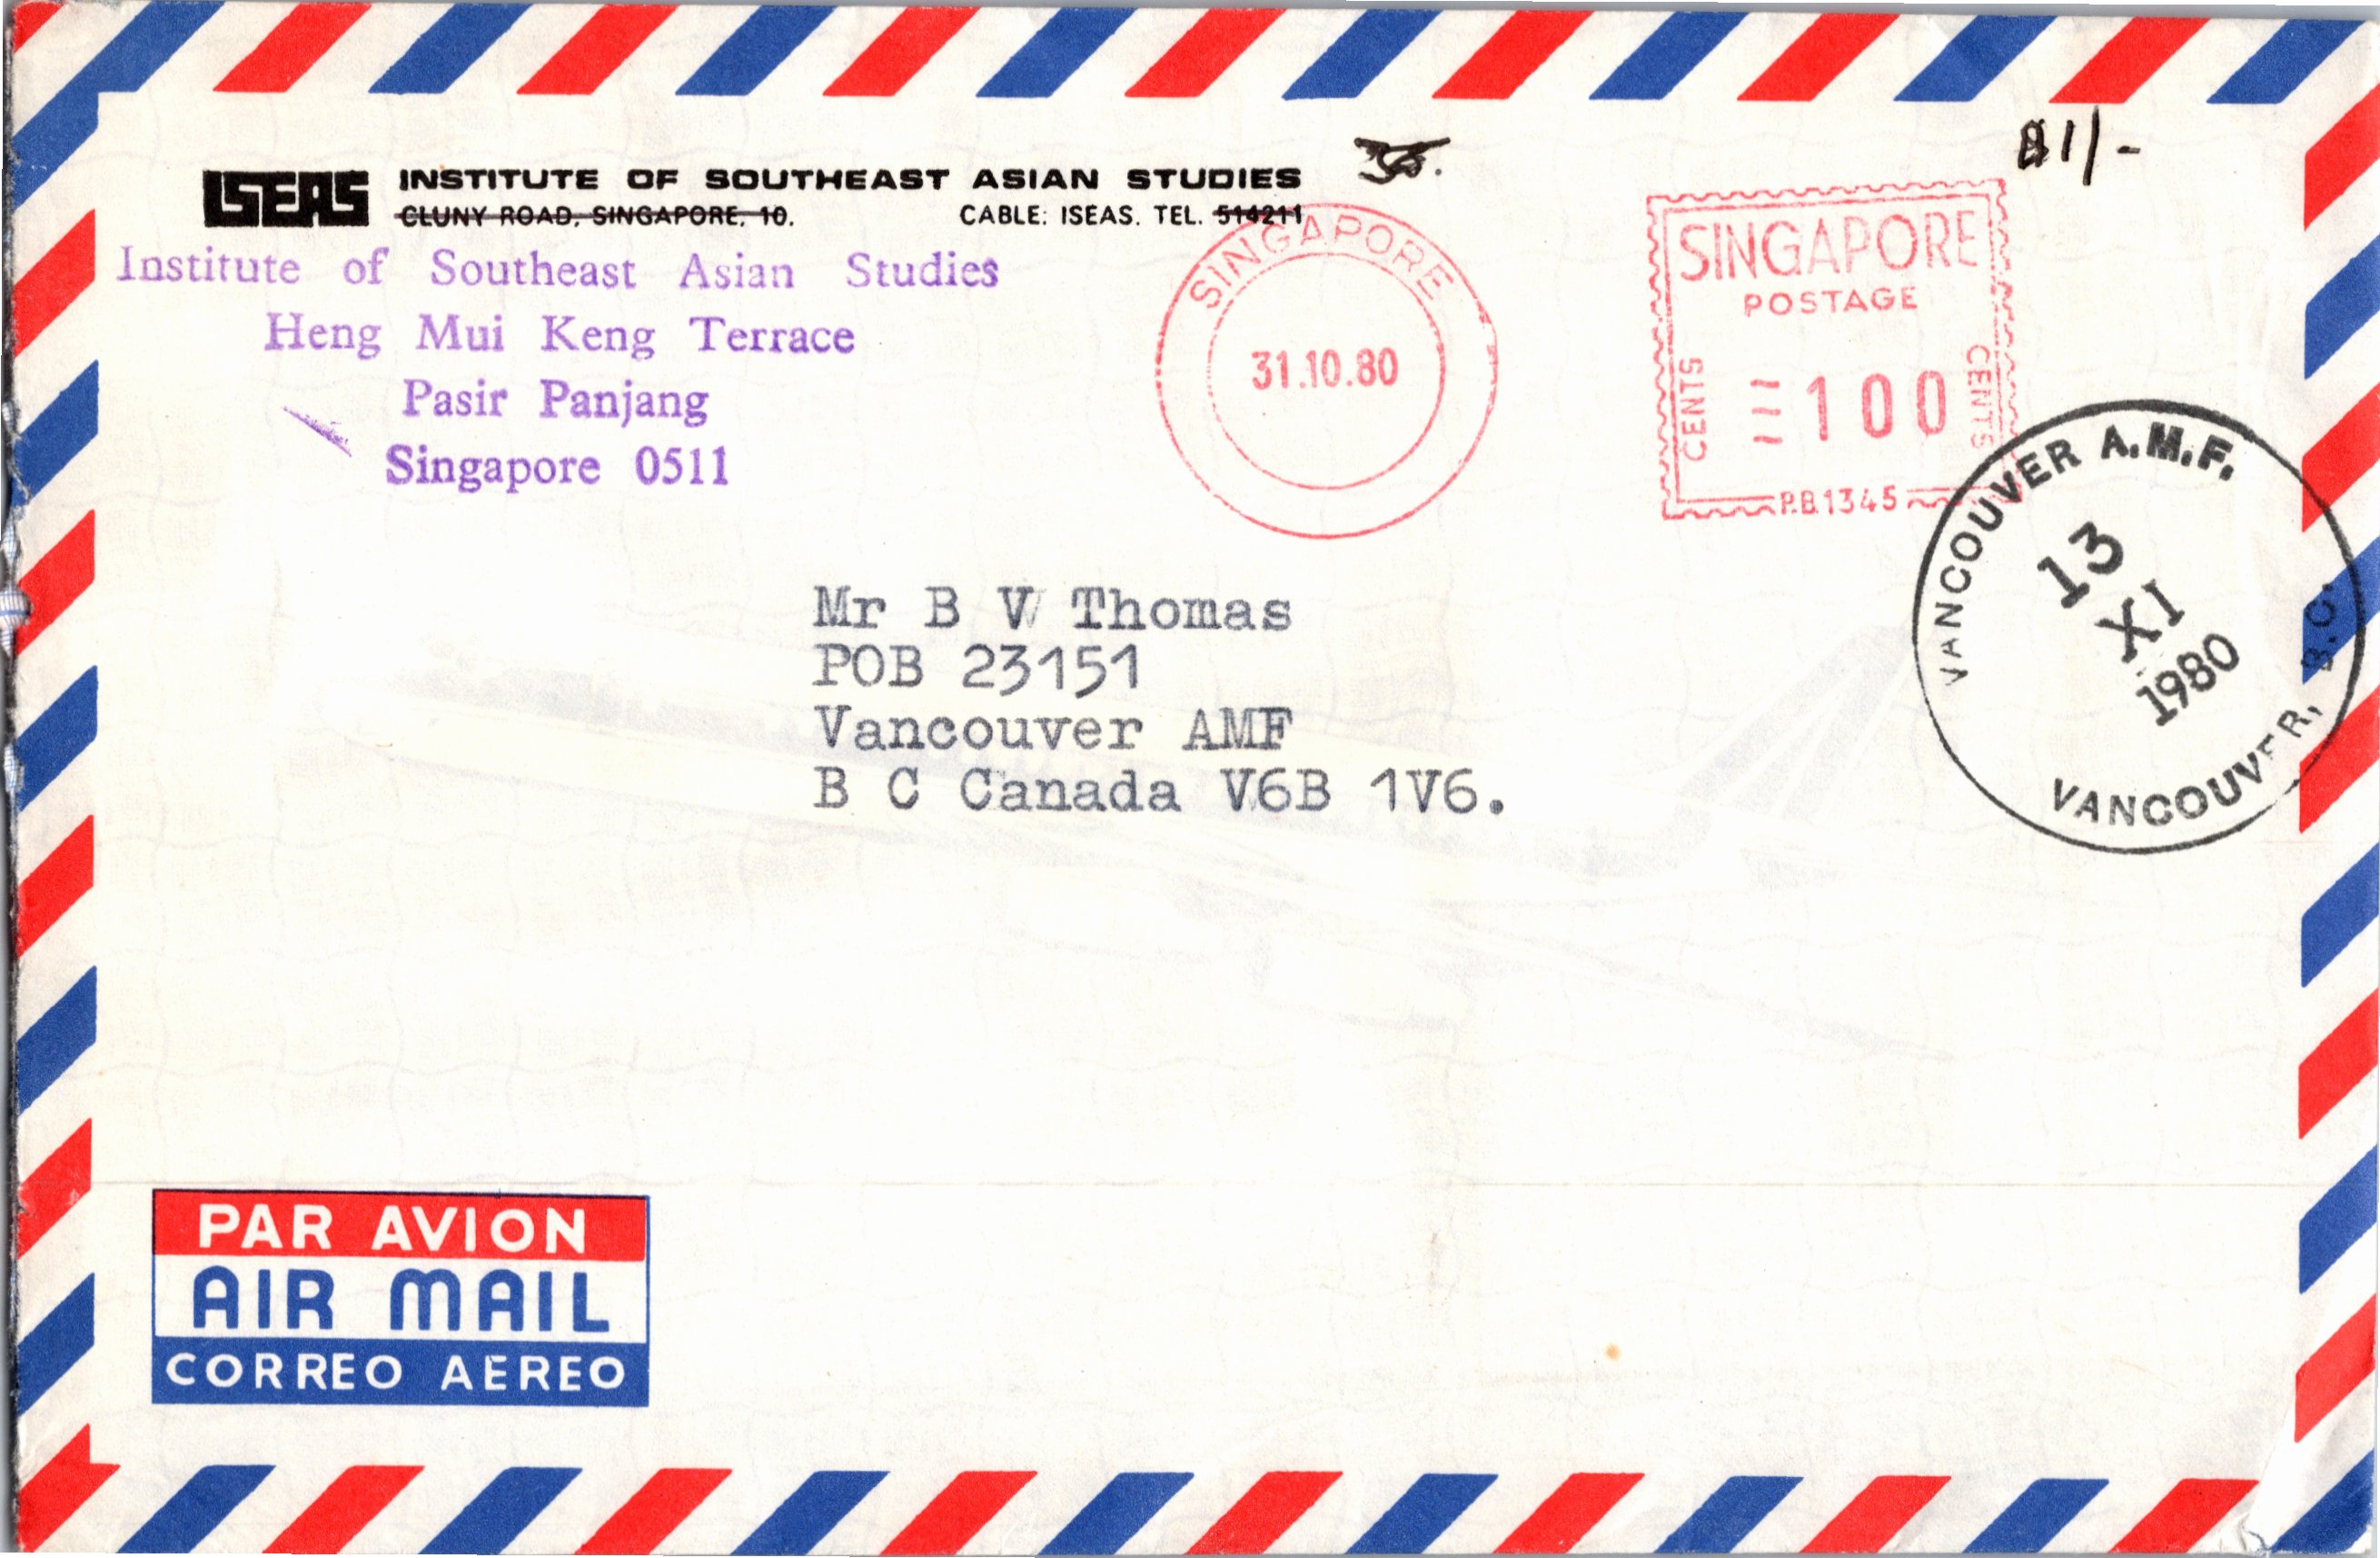 ISEAS INSTITUTE OF SOUTHEAST ASIAN STUDIES
CLUNY ROAD, SINGAPORE, 10. CABLE: ISEAS. TEL. 514211
$1/-
Institute of Southeast Asian Studies
Heng Mui Keng Terrace
Pasir Panjang
Singapore 0511
SINGAPORE
31.10.80
SINGAPORE
POSTAGE
CENTS
100
CENTS
P.B.1345
VANCOUVER A.M.F.
13
XI
1980
VANCOUVER, B.C.
Mr B W Thomas
POB 23151
Vancouver AMF
B C Canada V6B 1V6.
PAR AVION
AIR MAIL
CORREO AEREO